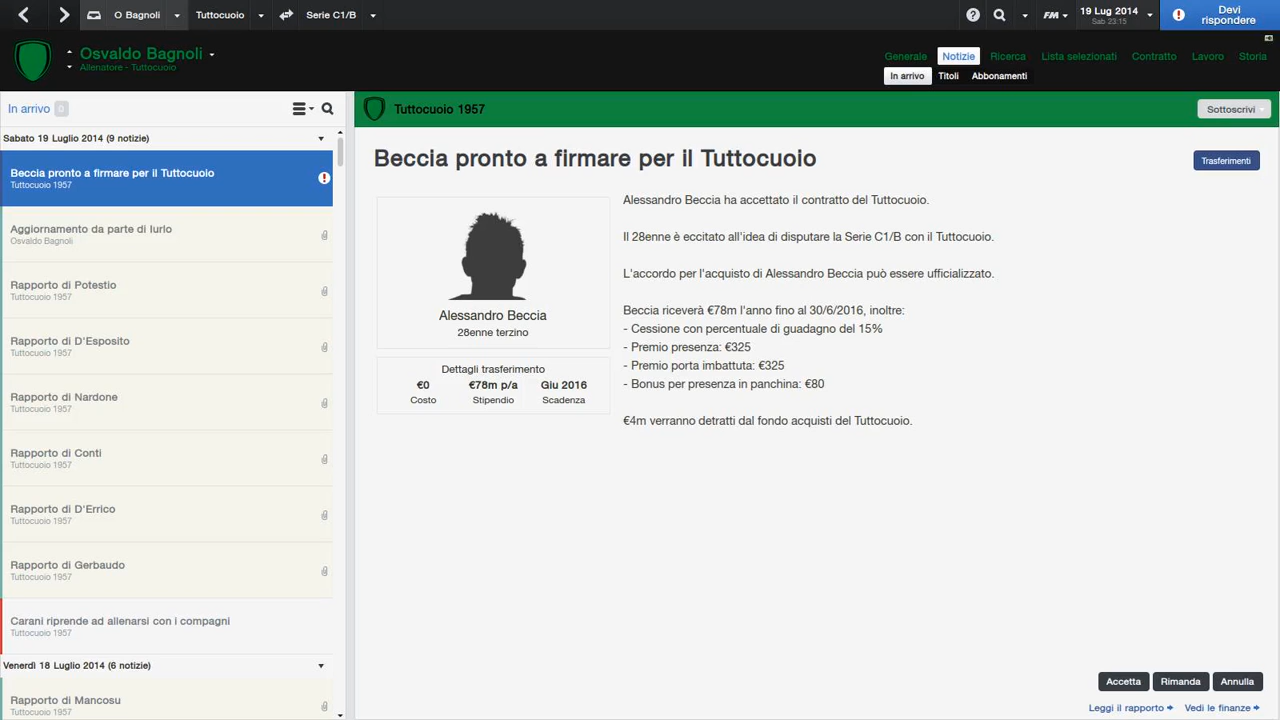 O Bagnoli
Tuttocuoio
Serie C1/B
FM
19 Lug 2014
Sab 23:15
Devi rispondere
Osvaldo Bagnoli
Allenatore - Tuttocuoio
Generale
Notizie
Ricerca
Lista selezionati
Contratto
Lavoro
Storia
In arrivo
Titoli
Abbonamenti
In arrivo 0
Sabato 19 Luglio 2014 (9 notizie)
Beccia pronto a firmare per il Tuttocuoio
Tuttocuoio 1957
Aggiornamento da parte di Iurlo
Osvaldo Bagnoli
Rapporto di Potestio
Tuttocuoio 1957
Rapporto di D'Esposito
Tuttocuoio 1957
Rapporto di Nardone
Tuttocuoio 1957
Rapporto di Conti
Tuttocuoio 1957
Rapporto di D'Errico
Tuttocuoio 1957
Rapporto di Gerbaudo
Tuttocuoio 1957
Carani riprende ad allenarsi con i compagni
Tuttocuoio 1957
Venerdì 18 Luglio 2014 (6 notizie)
Rapporto di Mancosu
Tuttocuoio 1957
Tuttocuoio 1957
Sottoscrivi
Beccia pronto a firmare per il Tuttocuoio
Trasferimenti
Alessandro Beccia
28enne terzino
Dettagli trasferimento
€0 €78m p/a Giu 2016
Costo Stipendio Scadenza
Alessandro Beccia ha accettato il contratto del Tuttocuoio.
Il 28enne è eccitato all'idea di disputare la Serie C1/B con il Tuttocuoio.
L'accordo per l'acquisto di Alessandro Beccia può essere ufficializzato.
Beccia riceverà €78m l'anno fino al 30/6/2016, inoltre:
- Cessione con percentuale di guadagno del 15%
- Premio presenza: €325
- Premio porta imbattuta: €325
- Bonus per presenza in panchina: €80
€4m verranno detratti dal fondo acquisti del Tuttocuoio.
Accetta
Rimanda
Annulla
Leggi il rapporto
Vedi le finanze